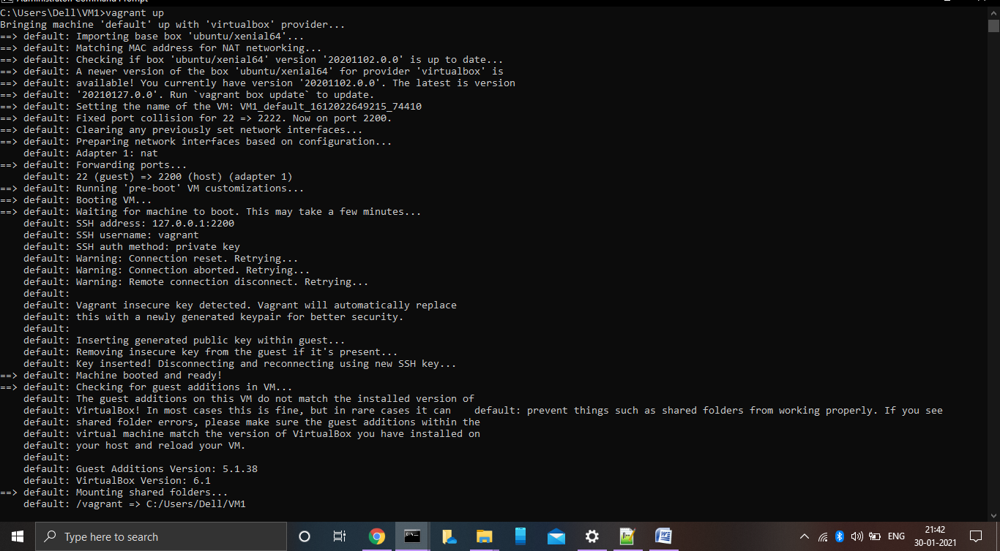 Administrator: Command Prompt
C:\Users\Dell\VM1>vagrant up
Bringing machine 'default' up with 'virtualbox' provider...
==> default: Importing base box 'ubuntu/xenial64'...
==> default: Matching MAC address for NAT networking...
==> default: Checking if box 'ubuntu/xenial64' version '20201102.0.0' is up to date...
==> default: A newer version of the box 'ubuntu/xenial64' for provider 'virtualbox' is
==> default: available! You currently have version '20201102.0.0'. The latest is version
==> default: '20210127.0.0'. Run `vagrant box update` to update.
==> default: Setting the name of the VM: VM1_default_1612022649215_74410
==> default: Fixed port collision for 22 => 2222. Now on port 2200.
==> default: Clearing any previously set network interfaces...
==> default: Preparing network interfaces based on configuration...
    default: Adapter 1: nat
==> default: Forwarding ports...
    default: 22 (guest) => 2200 (host) (adapter 1)
==> default: Running 'pre-boot' VM customizations...
==> default: Booting VM...
==> default: Waiting for machine to boot. This may take a few minutes...
    default: SSH address: 127.0.0.1:2200
    default: SSH username: vagrant
    default: SSH auth method: private key
    default: Warning: Connection reset. Retrying...
    default: Warning: Connection aborted. Retrying...
    default: Warning: Remote connection disconnect. Retrying...
    default:
    default: Vagrant insecure key detected. Vagrant will automatically replace
    default: this with a newly generated keypair for better security.
    default:
    default: Inserting generated public key within guest...
    default: Removing insecure key from the guest if it's present...
    default: Key inserted! Disconnecting and reconnecting using new SSH key...
==> default: Machine booted and ready!
==> default: Checking for guest additions in VM...
    default: The guest additions on this VM do not match the installed version of
    default: VirtualBox! In most cases this is fine, but in rare cases it can    default: prevent things such as shared folders from working properly. If you see
    default: shared folder errors, please make sure the guest additions within the
    default: virtual machine match the version of VirtualBox you have installed on
    default: your host and reload your VM.
    default:
    default: Guest Additions Version: 5.1.38
    default: VirtualBox Version: 6.1
==> default: Mounting shared folders...
    default: /vagrant => C:/Users/Dell/VM1
Type here to search
ENG
21:42
30-01-2021